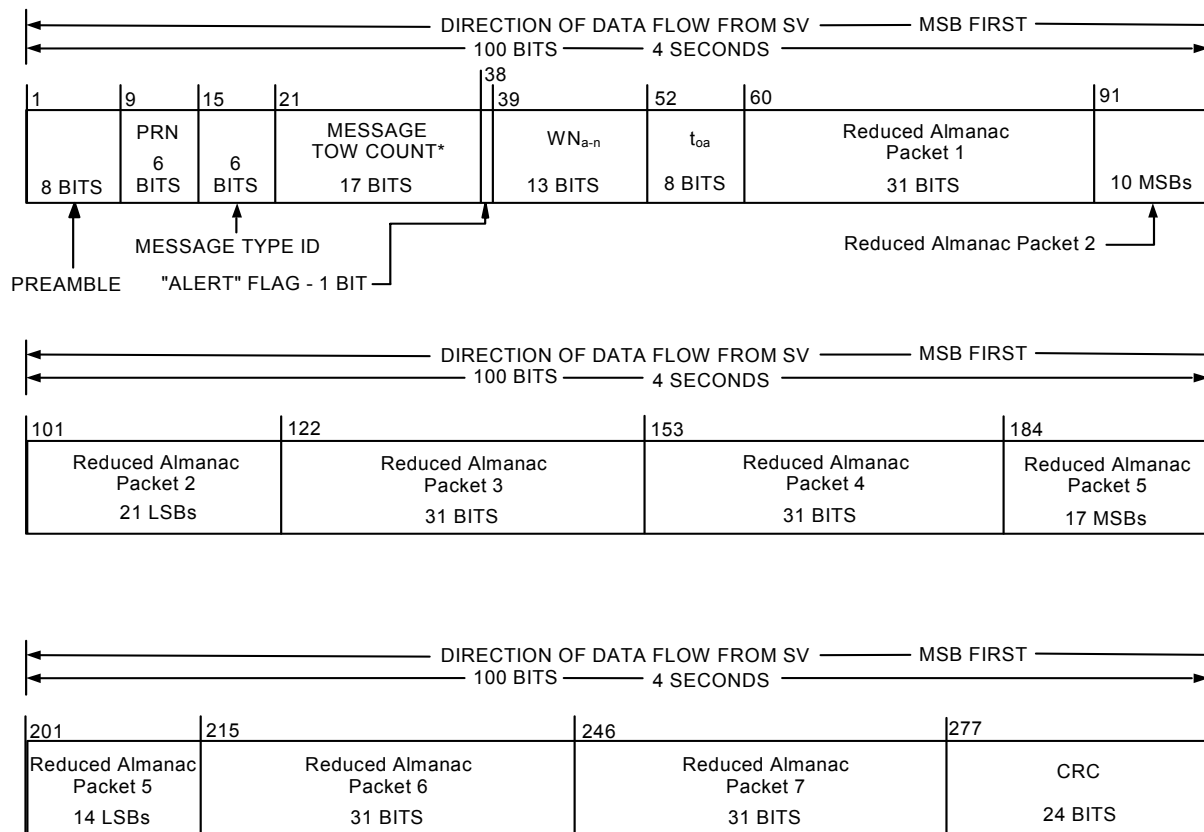 DIRECTION OF DATA FLOW FROM SV MSB FIRST
100 BITS 4 SECONDS
1 9 15 21 38 39 52 60 91
8 BITS
PRN
6
BITS
6
BITS
MESSAGE
TOW COUNT*
17 BITS
WNa-n
13 BITS
toa
8 BITS
Reduced Almanac
Packet 1
31 BITS
10 MSBs
MESSAGE TYPE ID
Reduced Almanac Packet 2
PREAMBLE
"ALERT" FLAG - 1 BIT
DIRECTION OF DATA FLOW FROM SV MSB FIRST
100 BITS 4 SECONDS
101 122 153 184
Reduced Almanac
Packet 2
21 LSBs
Reduced Almanac
Packet 3
31 BITS
Reduced Almanac
Packet 4
31 BITS
Reduced Almanac
Packet 5
17 MSBs
DIRECTION OF DATA FLOW FROM SV MSB FIRST
100 BITS 4 SECONDS
201 215 246 277
Reduced Almanac
Packet 5
14 LSBs
Reduced Almanac
Packet 6
31 BITS
Reduced Almanac
Packet 7
31 BITS
CRC
24 BITS